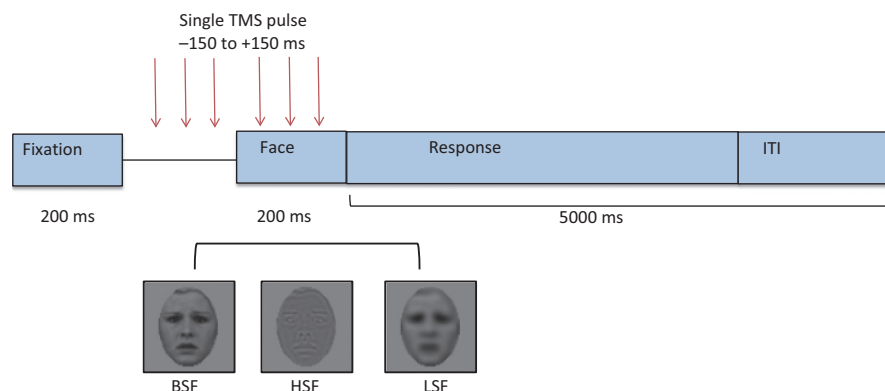 Single TMS pulse
–150 to +150 ms
Fixation
Face
Response
ITI
200 ms
200 ms
5000 ms
BSF
HSF
LSF